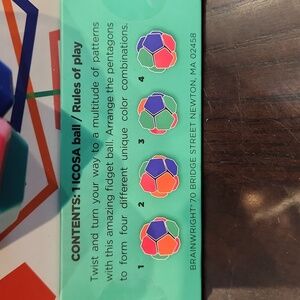 CONTENTS: 1 ICOSA ball / Rules of play
Twist and turn your way to a multitude of patterns
with this amazing fidget ball. Arrange the pentagons
to form four different unique color combinations.
1 2 3 4
BRAINWRIGHT® 70 BRIDGE STREET NEWTON, MA 02458